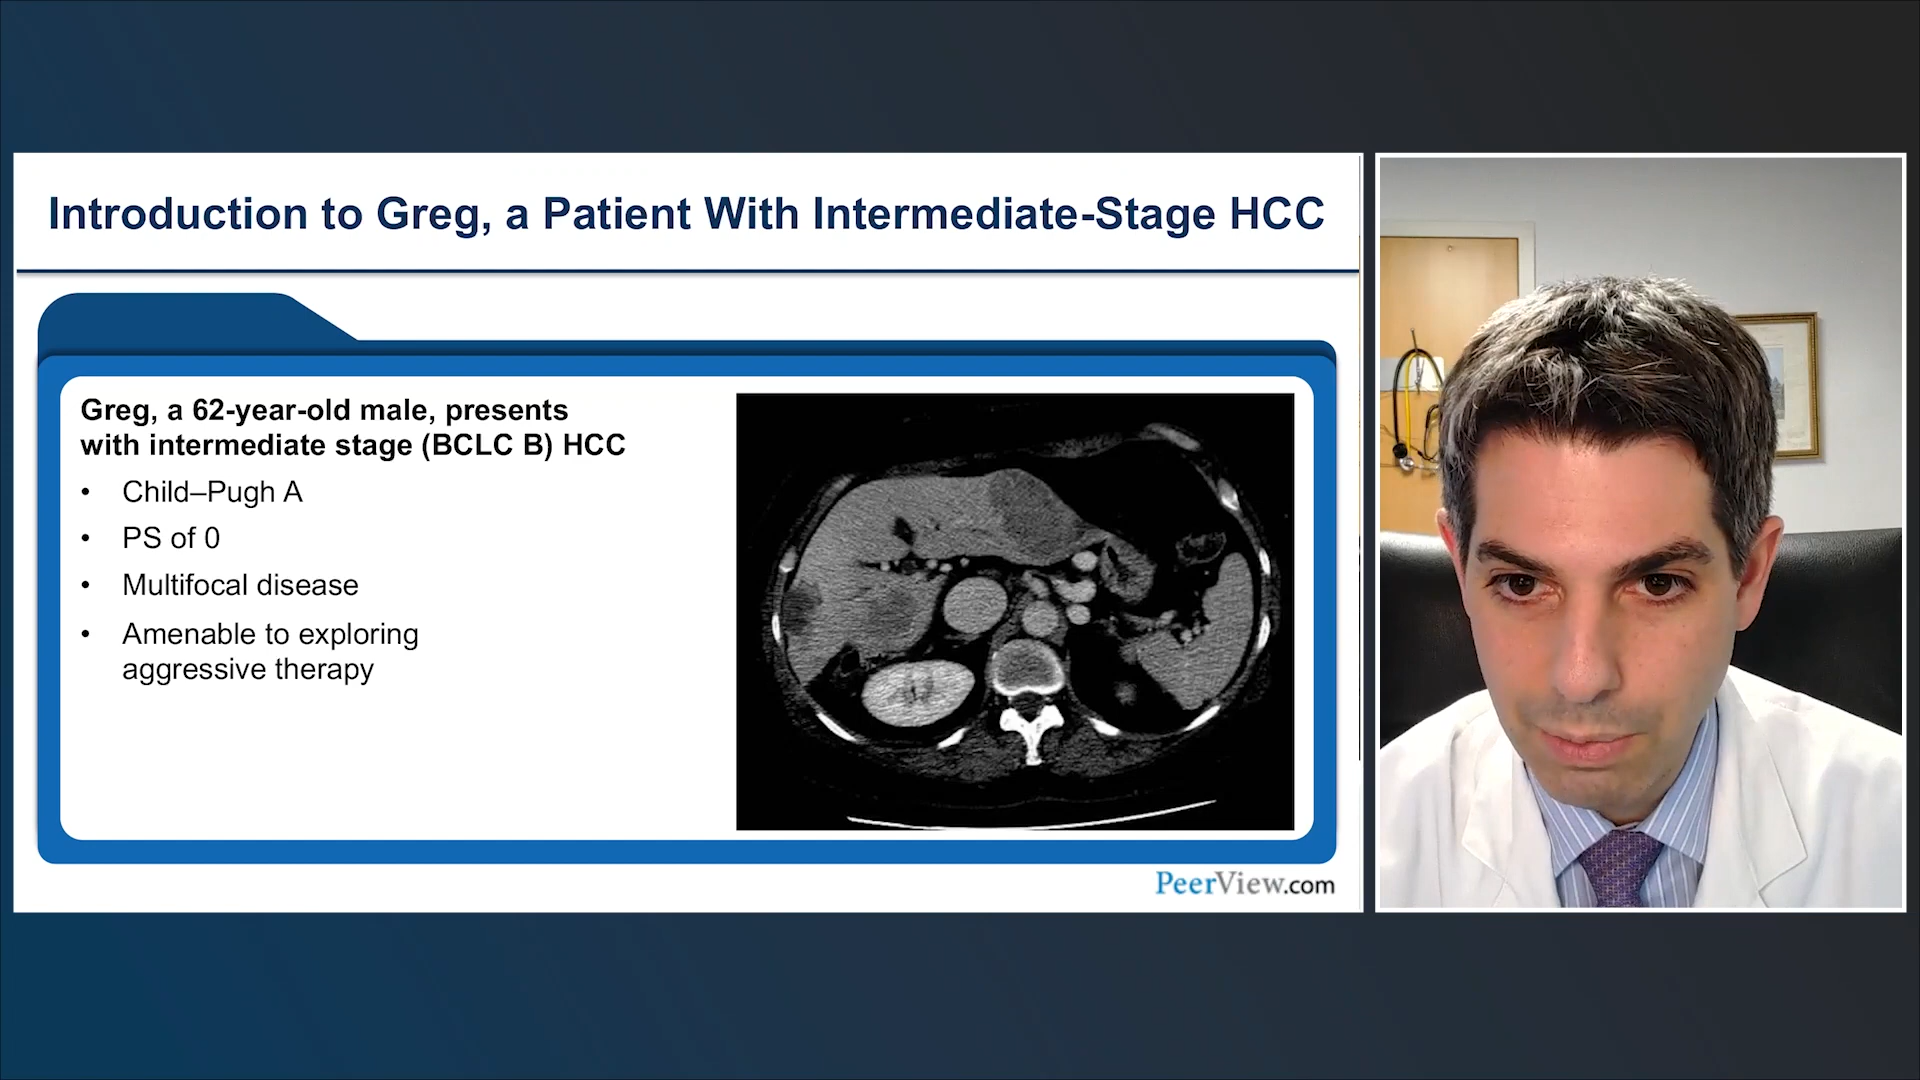 Introduction to Greg, a Patient With Intermediate-Stage HCC
Greg, a 62-year-old male, presents
with intermediate stage (BCLC B) HCC
• Child–Pugh A
• PS of 0
• Multifocal disease
• Amenable to exploring
aggressive therapy
PeerView.com